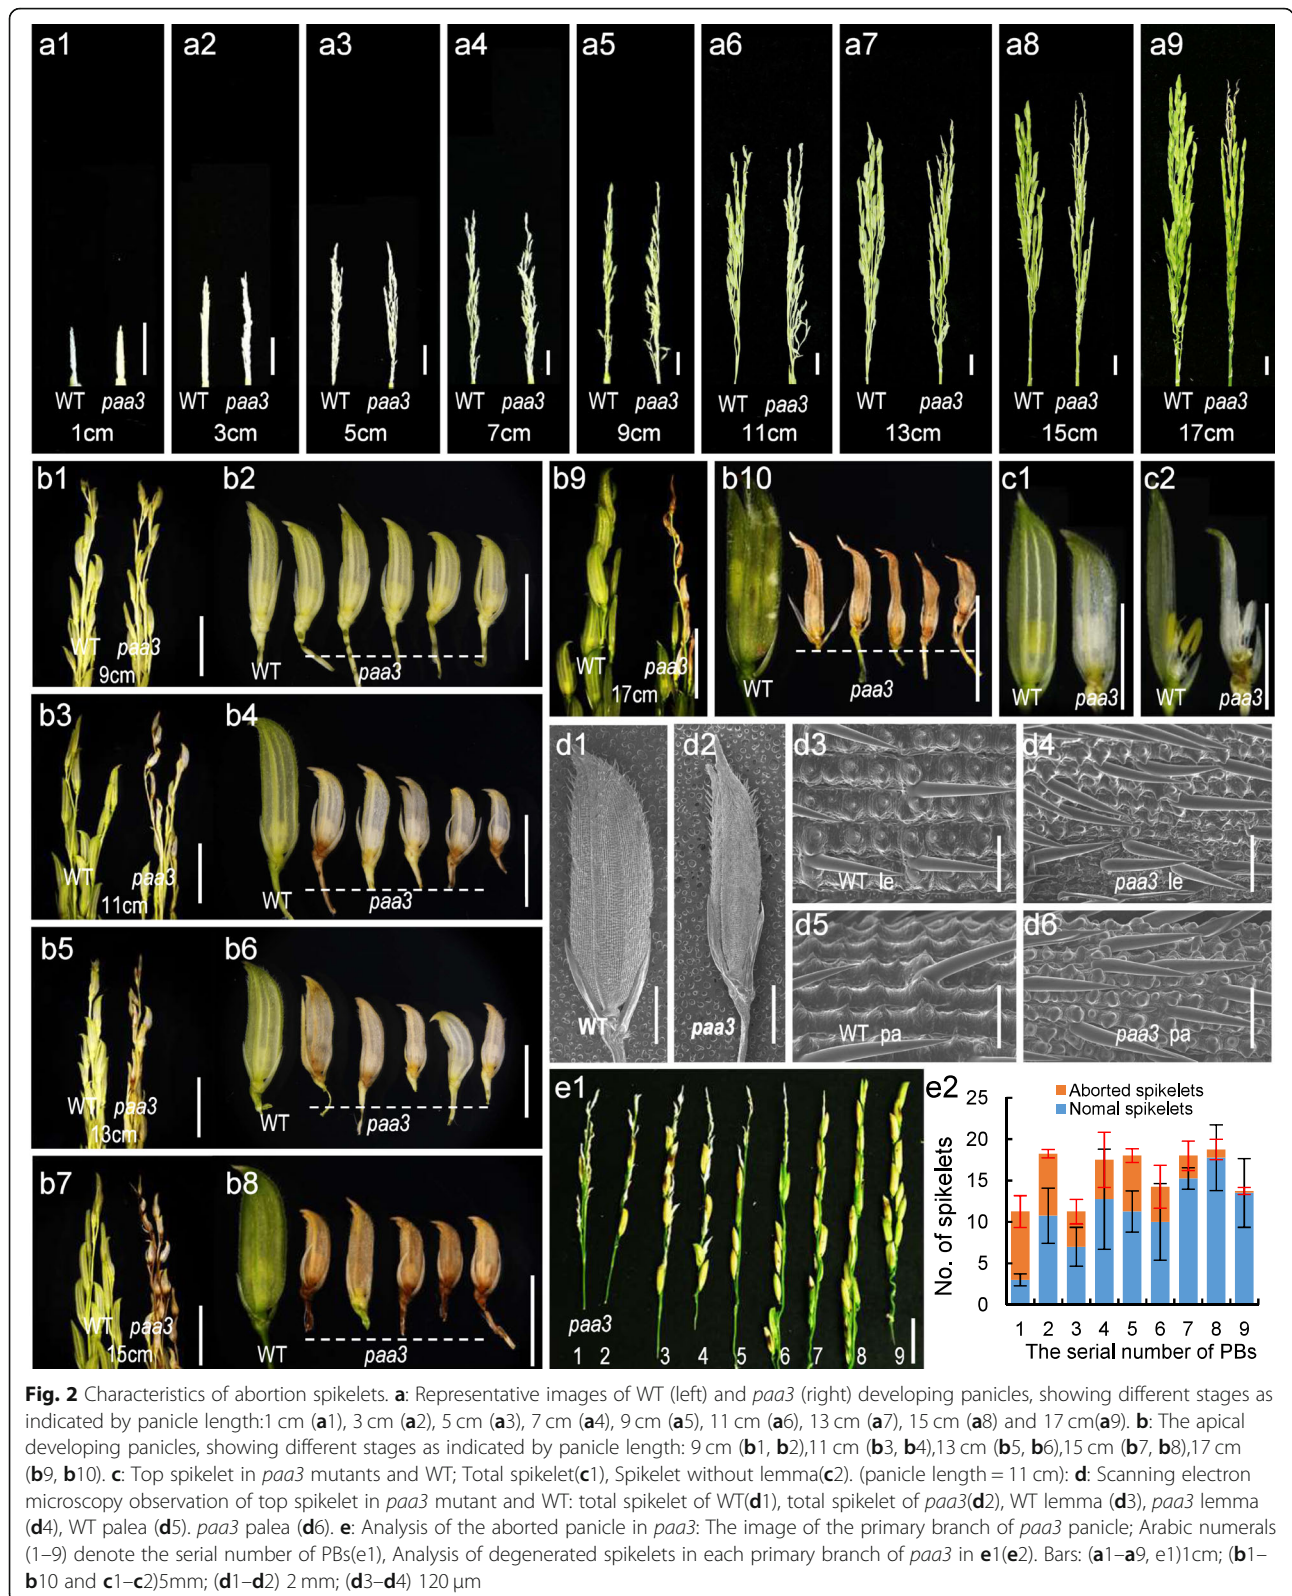 a1 a2 a3 a4 a5 a6 a7 a8 a9
WT paa3 WT paa3 WT paa3 WT paa3 WT paa3 WT paa3 WT paa3 WT paa3 WT paa3
1cm 3cm 5cm 7cm 9cm 11cm 13cm 15cm 17cm
b1 b2 b9 b10 c1 c2
WT paa3
9cm
WT paa3
WT paa3
17cm
WT paa3
WT paa3
WT paa3
b3 b4
WT paa3
11cm
WT paa3
d1 d2 d3 d4
WT
paa3
WT le
paa3 le
b5 b6
WT paa3
13cm
WT paa3
d5 d6
WT pa
paa3 pa
b7 b8
WT paa3
15cm
WT paa3
e1
paa3
1 2 3 4 5 6 7 8 9
e2
Aborted spikelets
Nomal spikelets
No. of spikelets
25
20
15
10
5
0
1 2 3 4 5 6 7 8 9
The serial number of PBs
Fig. 2 Characteristics of abortion spikelets. a: Representative images of WT (left) and paa3 (right) developing panicles, showing different stages as
indicated by panicle length:1 cm (a1), 3 cm (a2), 5 cm (a3), 7 cm (a4), 9 cm (a5), 11 cm (a6), 13 cm (a7), 15 cm (a8) and 17 cm(a9). b: The apical
developing panicles, showing different stages as indicated by panicle length: 9 cm (b1, b2),11 cm (b3, b4),13 cm (b5, b6),15 cm (b7, b8),17 cm
(b9, b10). c: Top spikelet in paa3 mutants and WT; Total spikelet(c1), Spikelet without lemma(c2). (panicle length = 11 cm): d: Scanning electron
microscopy observation of top spikelet in paa3 mutant and WT: total spikelet of WT(d1), total spikelet of paa3(d2), WT lemma (d3), paa3 lemma
(d4), WT palea (d5). paa3 palea (d6). e: Analysis of the aborted panicle in paa3: The image of the primary branch of paa3 panicle; Arabic numerals
(1–9) denote the serial number of PBs(e1), Analysis of degenerated spikelets in each primary branch of paa3 in e1(e2). Bars: (a1–a9, e1)1cm; (b1–
b10 and c1–c2)5mm; (d1–d2) 2 mm; (d3–d4) 120 μm